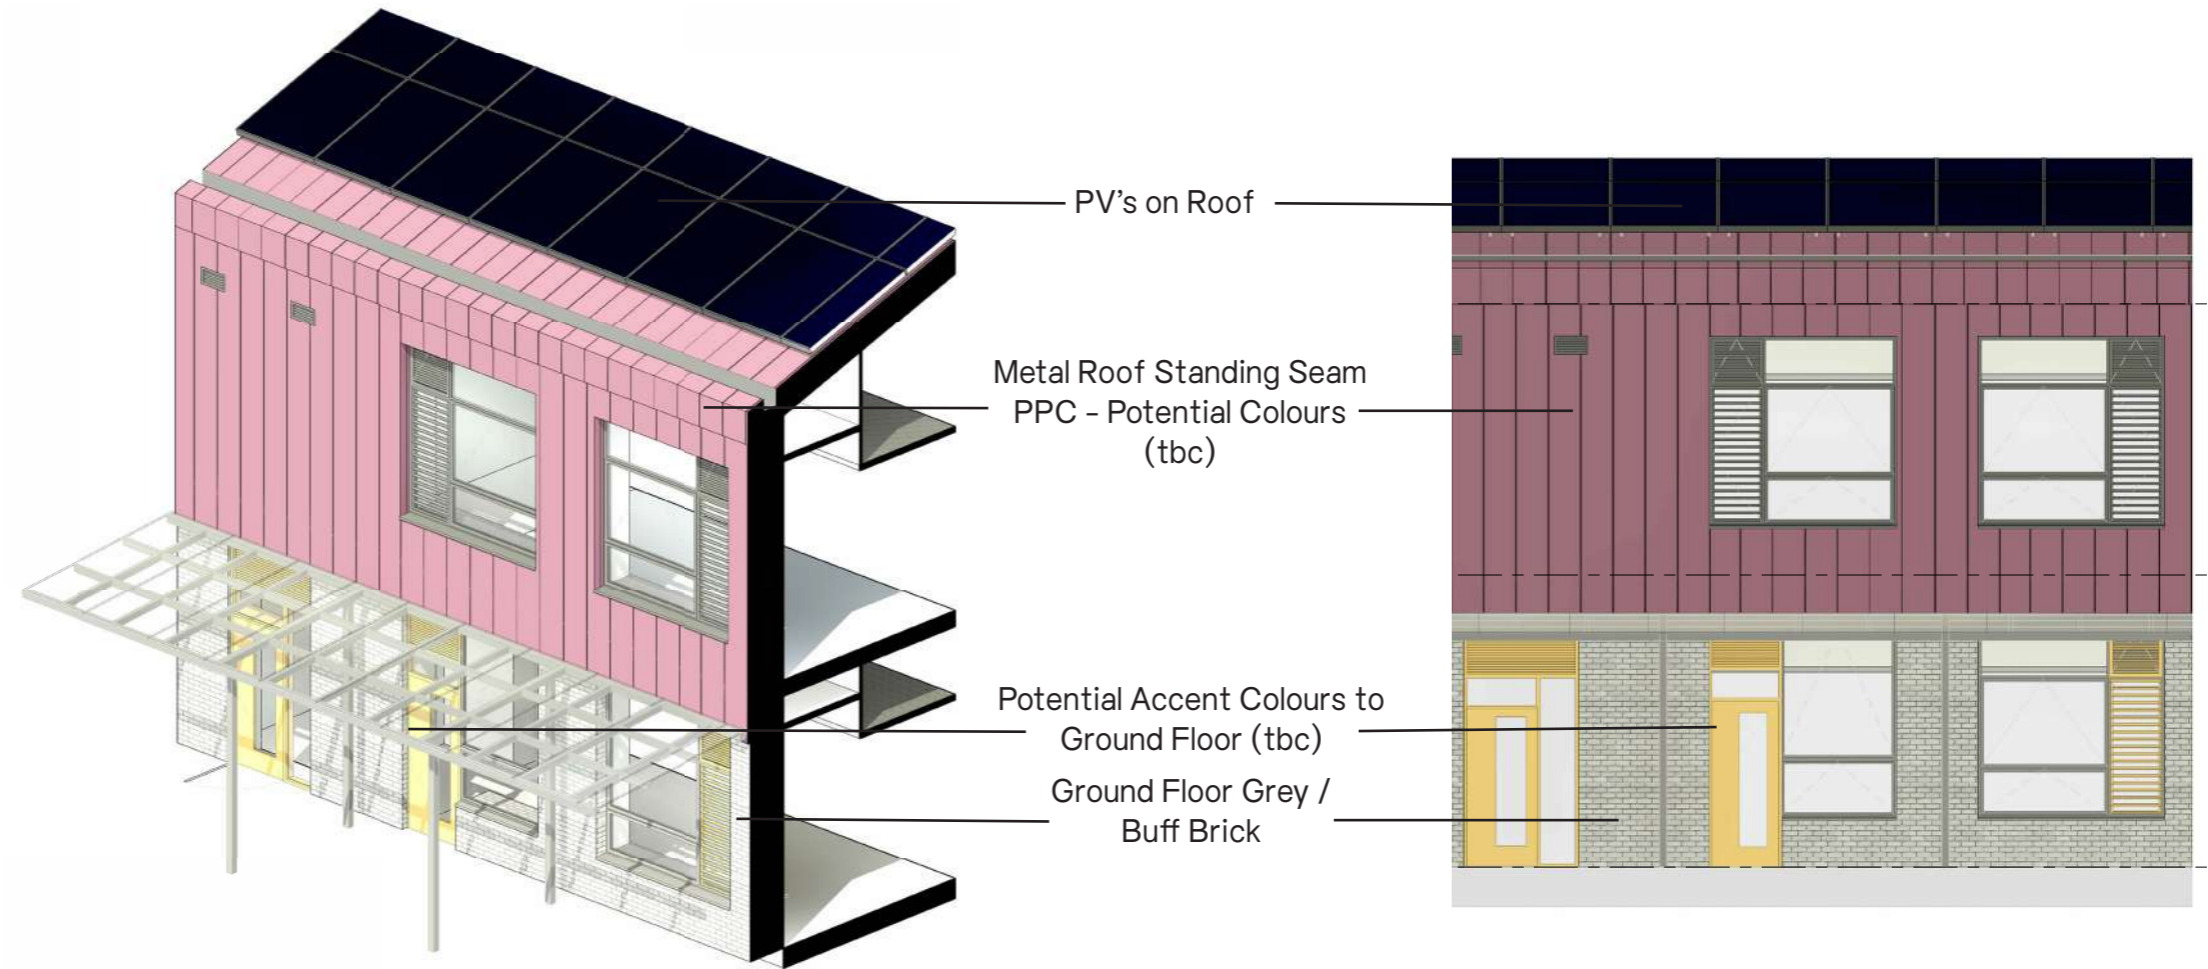 PV's on Roof
Metal Roof Standing Seam
PPC - Potential Colours
(tbc)
Potential Accent Colours to
Ground Floor (tbc)
Ground Floor Grey /
Buff Brick